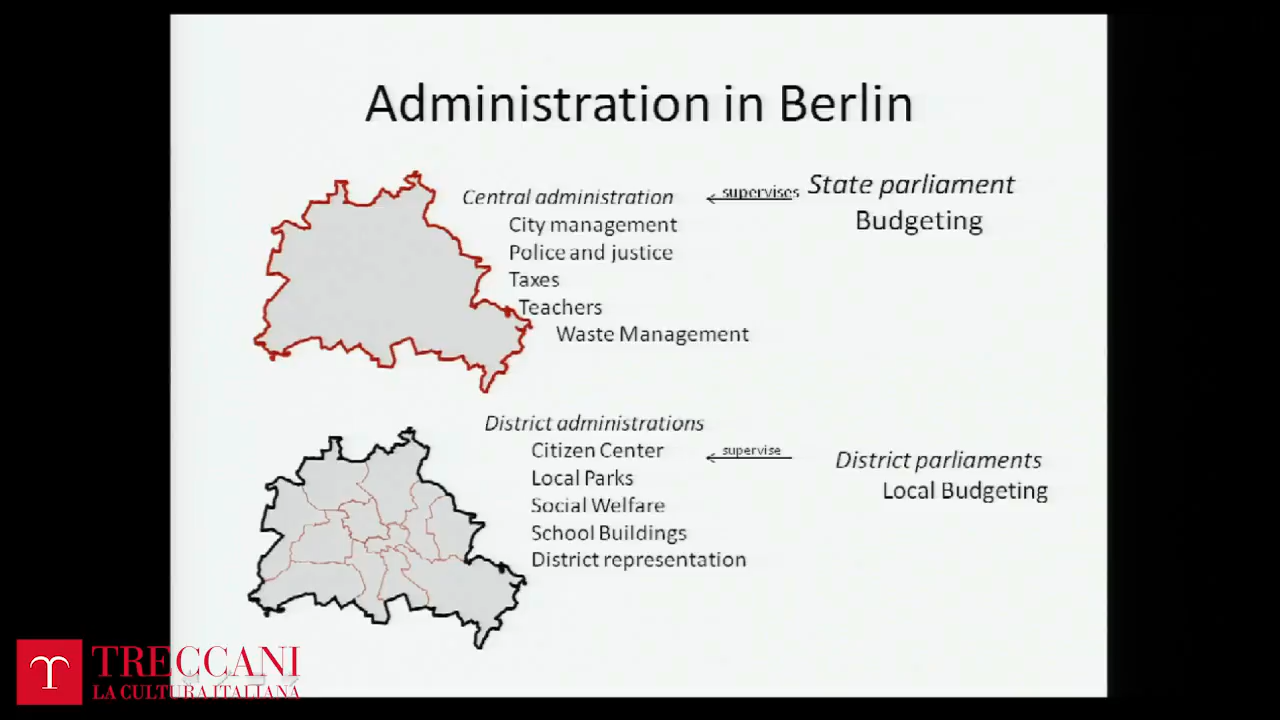 Administration in Berlin
Central administration
supervises
State parliament
City management
Budgeting
Police and justice
Taxes
Teachers
Waste Management
District administrations
Citizen Center
supervise
District parliaments
Local Parks
Local Budgeting
Social Welfare
School Buildings
District representation
TRECCANI
LA CULTURA ITALIANA